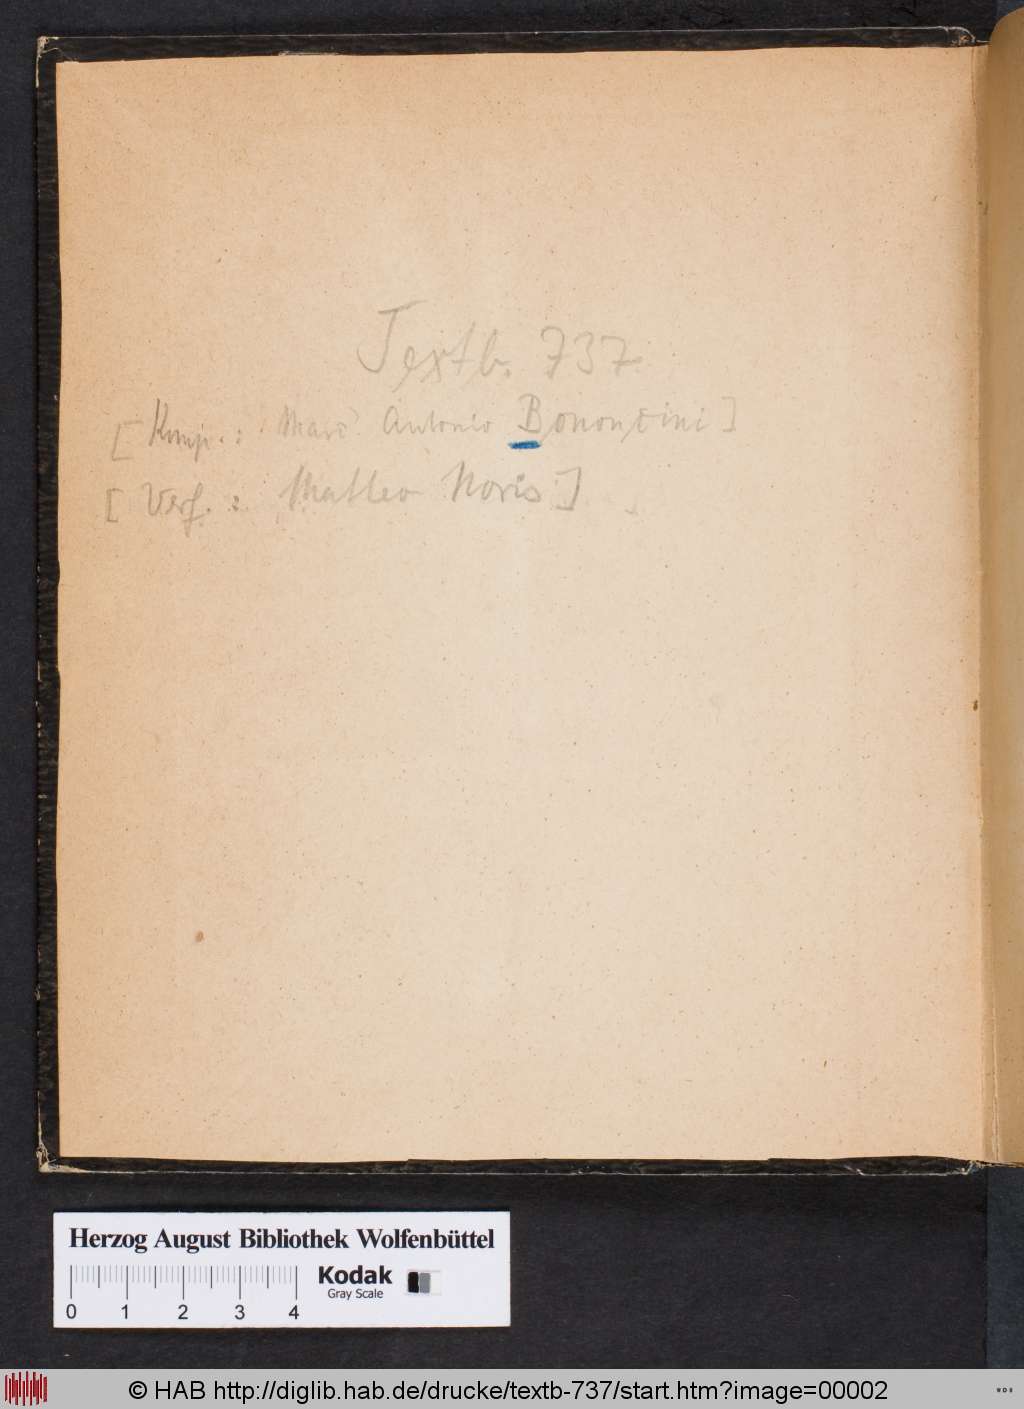 Textb. 737
[Komp.: Marc' Antonio Bononcini]
[Verf.: Matteo Noris]
Herzog August Bibliothek Wolfenbüttel
Kodak
Gray Scale
0 1 2 3 4
© HAB http://diglib.hab.de/drucke/textb-737/start.htm?image=00002